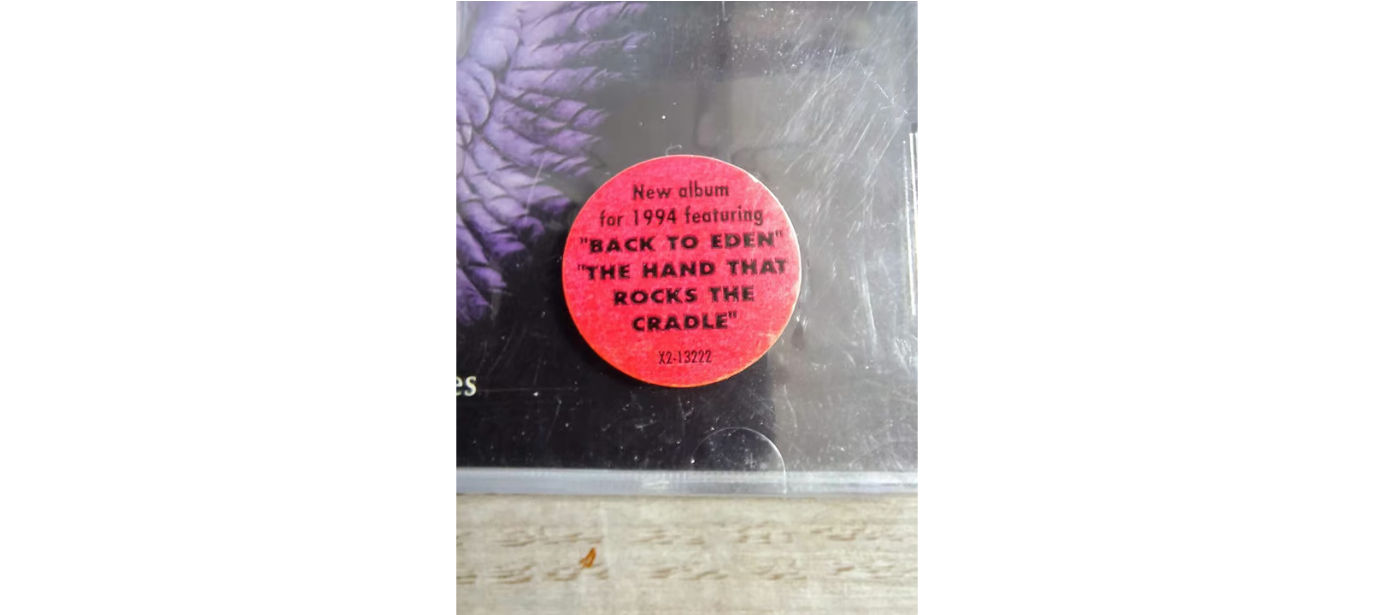 New album
for 1994 featuring
"BACK TO EDEN"
"THE HAND THAT
ROCKS THE
CRADLE"
X2-13222
es